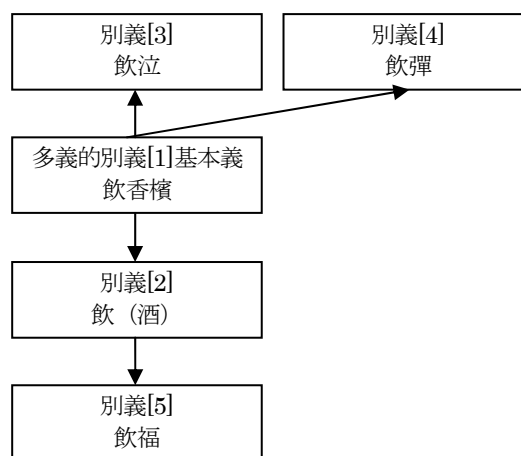 別義[3]
飲泣
別義[4]
飲彈
多義的別義[1]基本義
飲香檳
別義[2]
飲（酒）
別義[5]
飲福